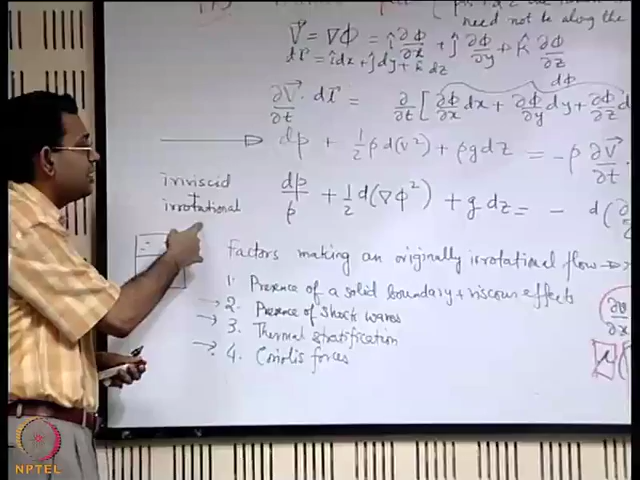 need not be along the
V⃗ = ∇Φ = î ∂Φ/∂x + ĵ ∂Φ/∂y + k̂ ∂Φ/∂z
dr⃗ = îdx + ĵdy + k̂ dz
dΦ
∂V⃗/∂t · dr⃗ = ∂/∂t [ ∂Φ/∂x dx + ∂Φ/∂y dy + ∂Φ/∂z d
dp + 1/2 ρ d(v²) + ρg dz = -ρ ∂V⃗/∂t ·
inviscid
+
irrotational
dp/ρ + 1/2 d(∇Φ²) + g dz = - d(
Factors making an originally irrotational flow →
1. Presence of a solid boundary + viscous effects
→ 2. Presence of Shock waves
→ 3. Thermal stratification
→ 4. Coriolis forces
∂v/∂x
μ
NPTEL